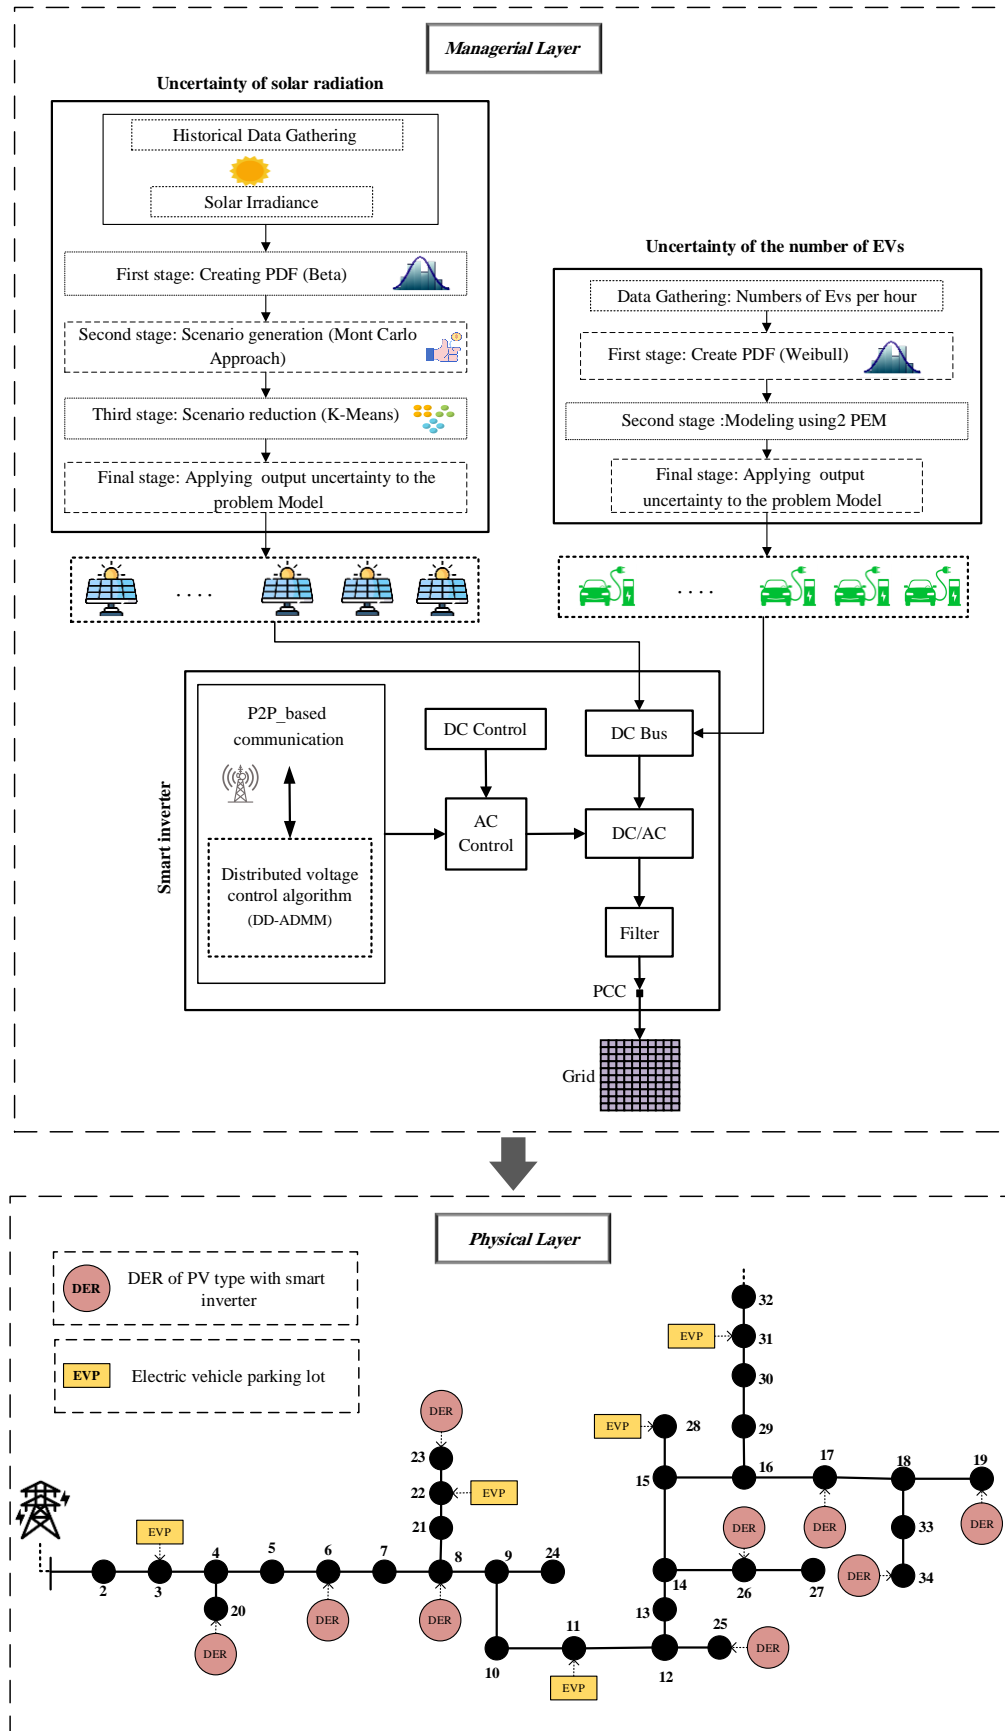 Managerial Layer
Uncertainty of solar radiation
Historical Data Gathering
Solar Irradiance
First stage: Creating PDF (Beta)
Second stage: Scenario generation (Mont Carlo
Approach)
Third stage: Scenario reduction (K-Means)
Final stage: Applying output uncertainty to the
problem Model
Uncertainty of the number of EVs
Data Gathering: Numbers of Evs per hour
First stage: Create PDF (Weibull)
Second stage :Modeling using2 PEM
Final stage: Applying output
uncertainty to the problem Model
. . . .
. . . .
Smart inverter
P2P_based
communication
Distributed voltage
control algorithm
(DD-ADMM)
DC Control
AC
Control
DC Bus
DC/AC
Filter
PCC
Grid
Physical Layer
DER
DER of PV type with smart
inverter
EVP
Electric vehicle parking lot
32
EVP
31
30
DER
EVP
28
29
23
17
18
19
15
16
22
EVP
21
DER
DER
DER
33
EVP
4
5
6
7
8
9
24
14
26
27
DER
34
2
3
20
13
DER
DER
DER
11
25
DER
10
12
EVP